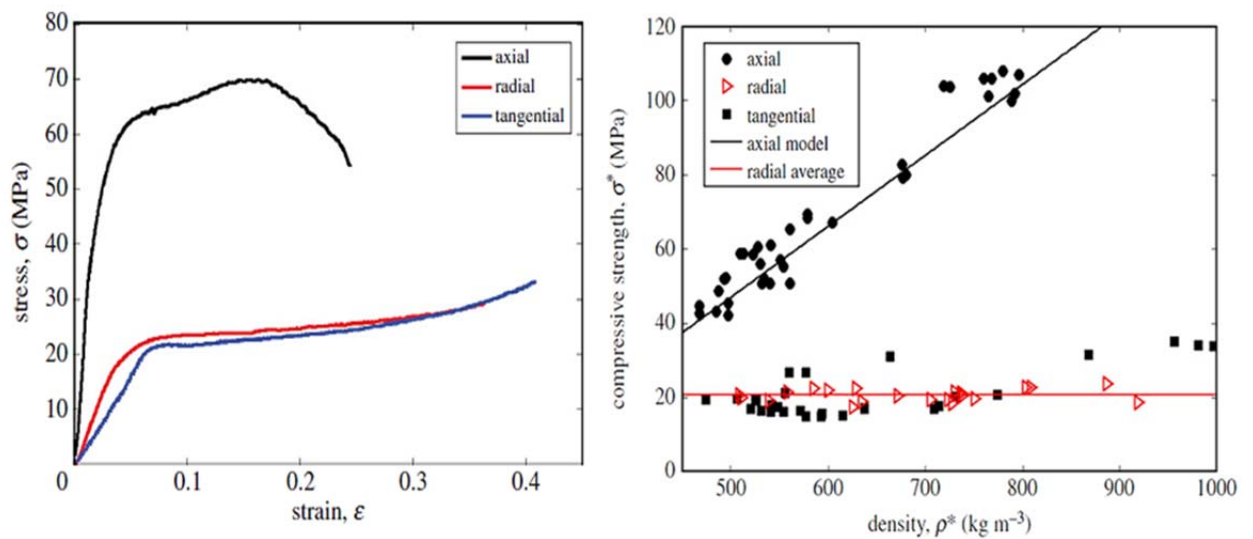 80
70
60
50
40
30
20
10
0
0.1
0.2
0.3
0.4
stress, σ (MPa)
strain, ε
axial
radial
tangential
120
100
80
60
40
20
0
500
600
700
800
900
1000
compressive strength, σ* (MPa)
density, ρ* (kg m⁻³)
axial
radial
tangential
axial model
radial average